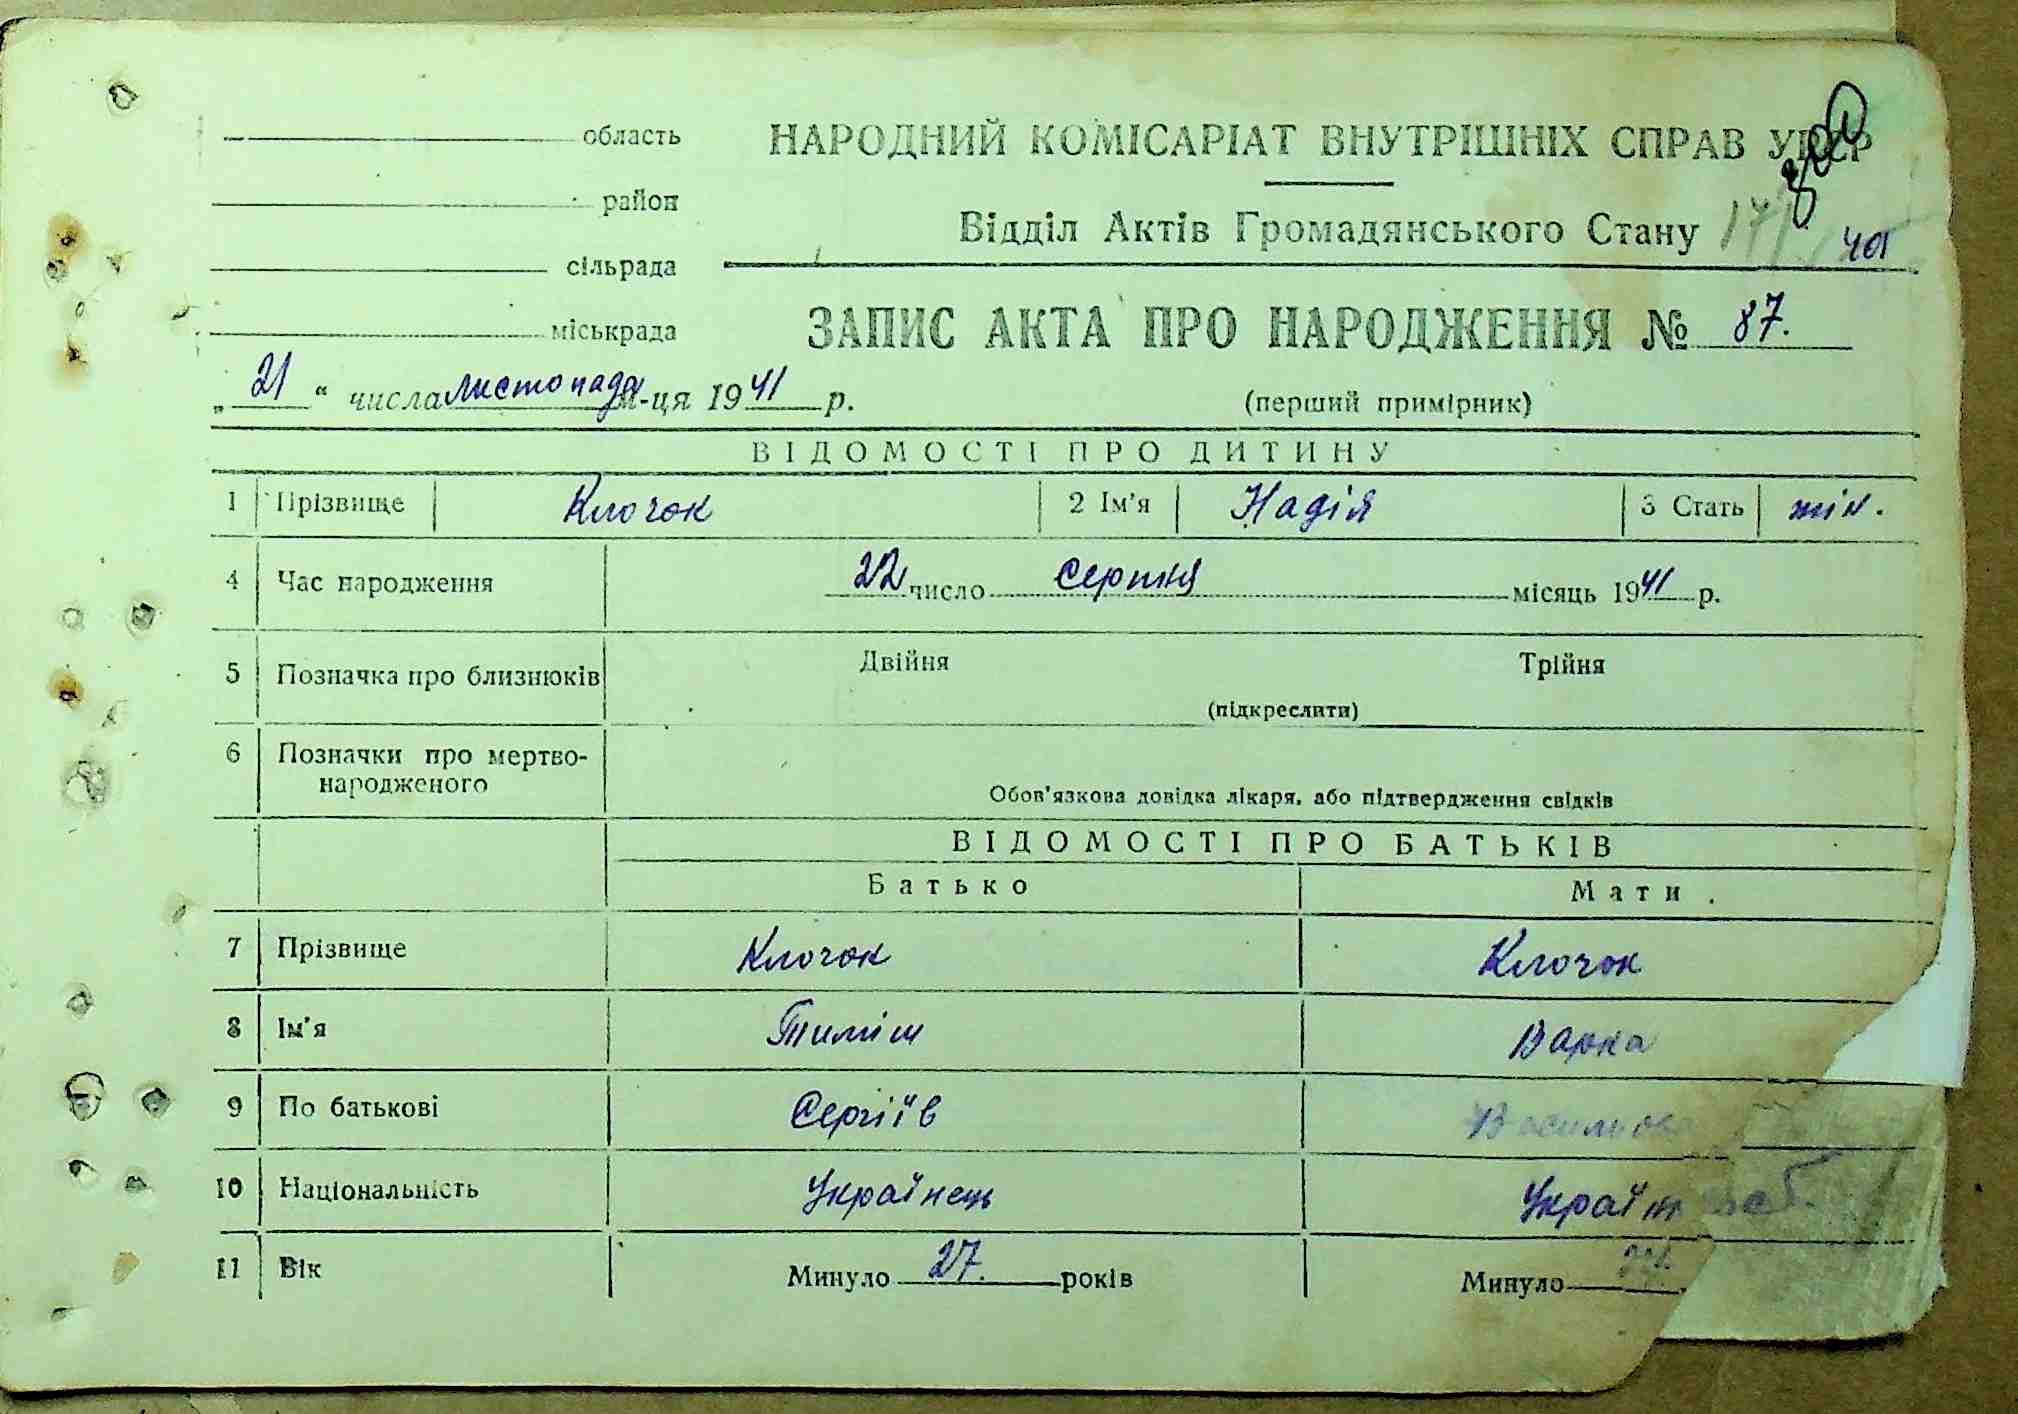 область
НАРОДНИЙ КОМІСАРІАТ ВНУТРІШНІХ СПРАВ УРСР
район
Відділ Актів Громадянського Стану 171
401
сільрада
міськрада
ЗАПИС АКТА ПРО НАРОДЖЕННЯ № 87.
„21“ числа листопада м-ця 1941 р.
(перший примірник)
ВІДОМОСТІ ПРО ДИТИНУ
1 Прізвище Клочок 2 Ім'я Надія 3 Стать жін.
4 Час народження 22 число серпня місяць 1941 р.
5 Позначка про близнюків Двійня Трійня
(підкреслити)
6 Позначки про мертво-
народженого
Обов'язкова довідка лікаря, або підтвердження свідків
ВІДОМОСТІ ПРО БАТЬКІВ
Батько Мати
7 Прізвище Клочок Клочок
8 Ім'я Тиміш Варка
9 По батькові Сергіїв
10 Національність Українець
11 Вік Минуло 27. років Минуло